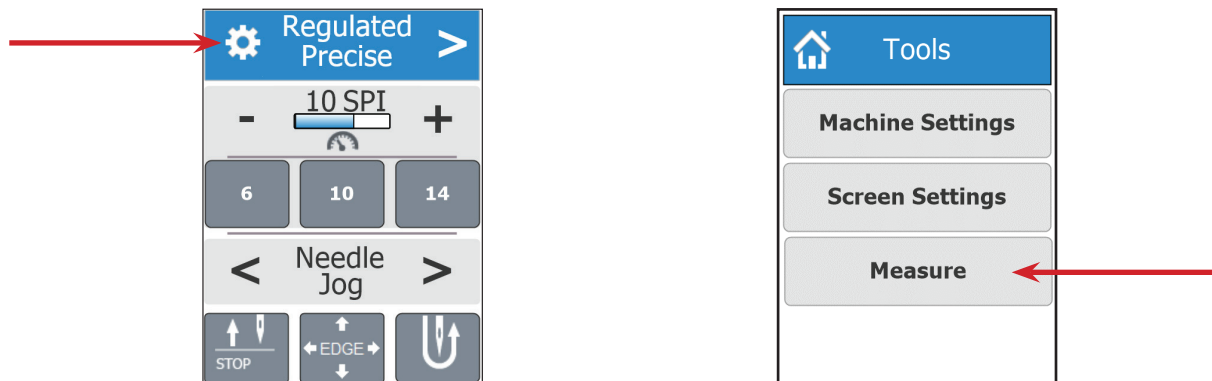 Regulated
Precise
>
- 10 SPI +
6 10 14
< Needle >
Jog
STOP
EDGE
Tools
Machine Settings
Screen Settings
Measure